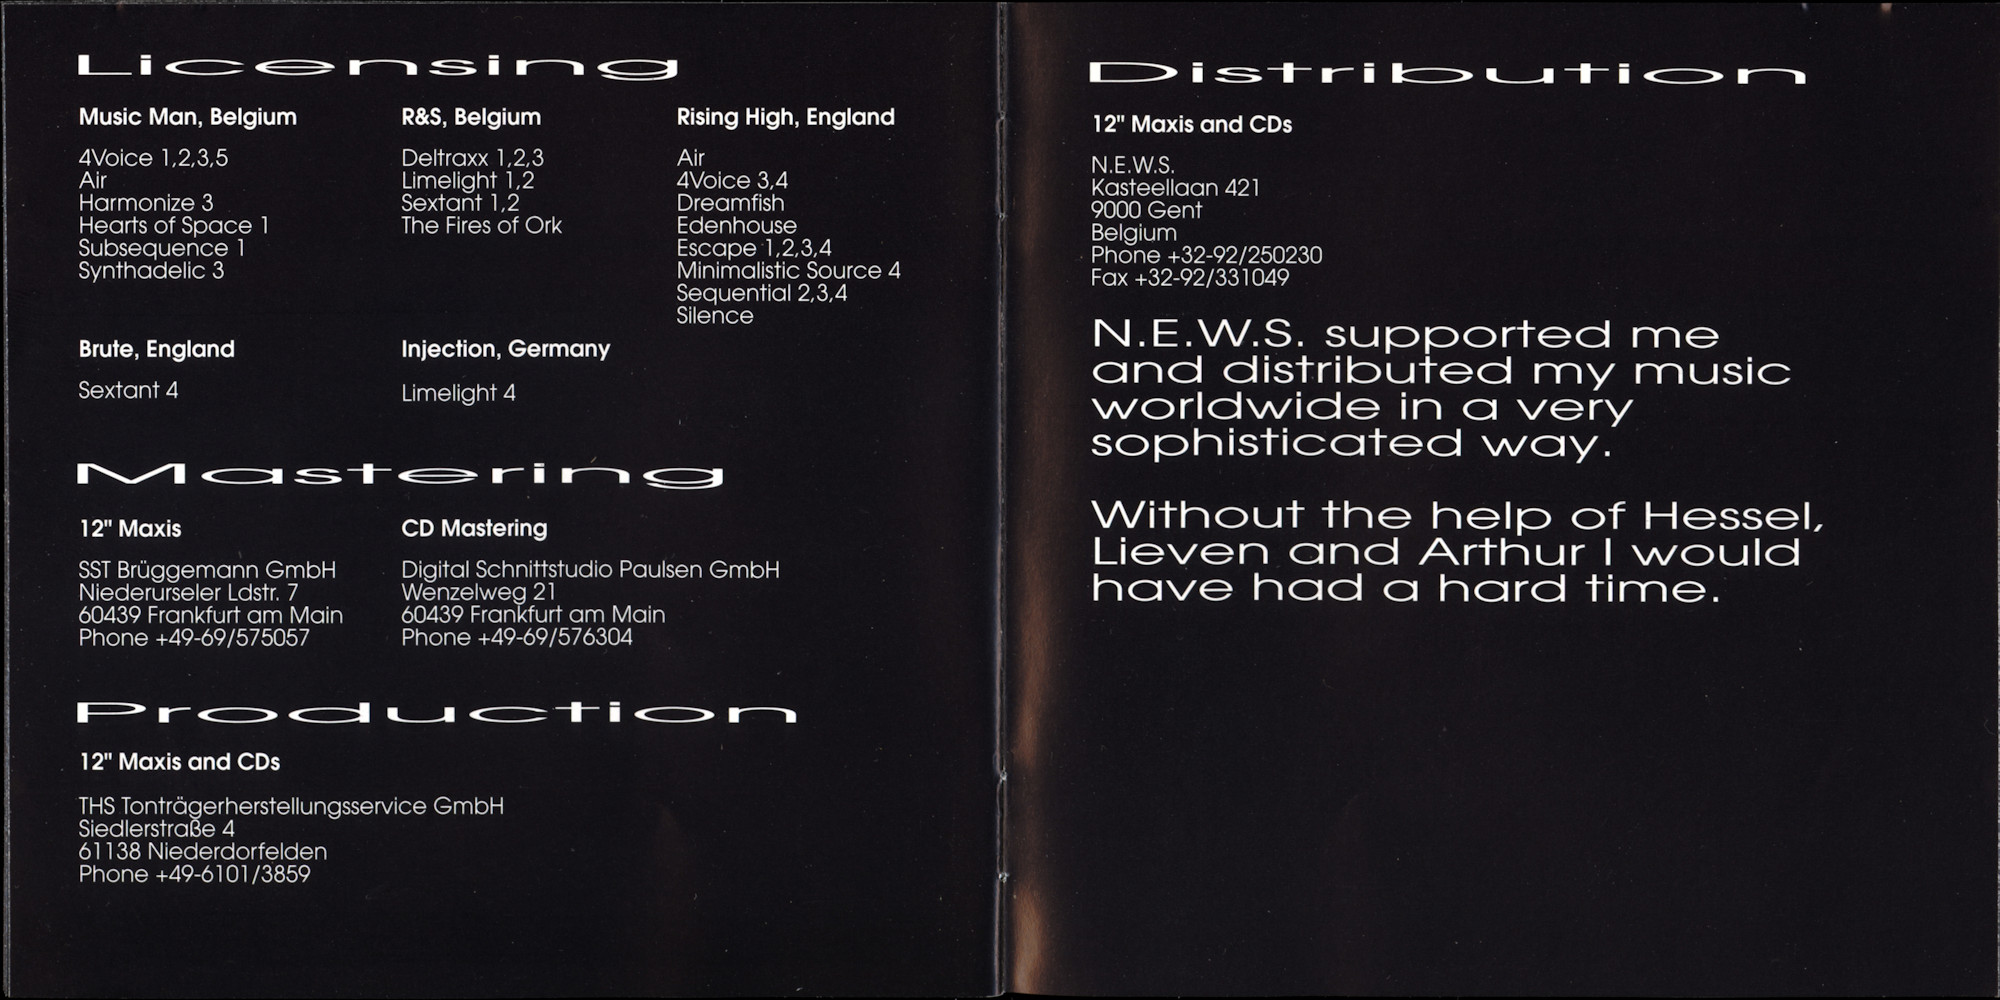 Licensing
Music Man, Belgium
4Voice 1,2,3,5
Air
Harmonize 3
Hearts of Space 1
Subsequence 1
Synthadelic 3
R&S, Belgium
Deltraxx 1,2,3
Limelight 1,2
Sextant 1,2
The Fires of Ork
Rising High, England
Air
4Voice 3,4
Dreamfish
Edenhouse
Escape 1,2,3,4
Minimalistic Source 4
Sequential 2,3,4
Silence
Brute, England
Sextant 4
Injection, Germany
Limelight 4
Mastering
12" Maxis
SST Brüggemann GmbH
Niederurseler Ldstr. 7
60439 Frankfurt am Main
Phone +49-69/575057
CD Mastering
Digital Schnittstudio Paulsen GmbH
Wenzelweg 21
60439 Frankfurt am Main
Phone +49-69/576304
Production
12" Maxis and CDs
THS Tonträgerherstellungsservice GmbH
Siedlerstraße 4
61138 Niederdorfelden
Phone +49-6101/3859
Distribution
12" Maxis and CDs
N.E.W.S.
Kasteellaan 421
9000 Gent
Belgium
Phone +32-92/250230
Fax +32-92/331049
N.E.W.S. supported me
and distributed my music
worldwide in a very
sophisticated way.
Without the help of Hessel,
Lieven and Arthur I would
have had a hard time.